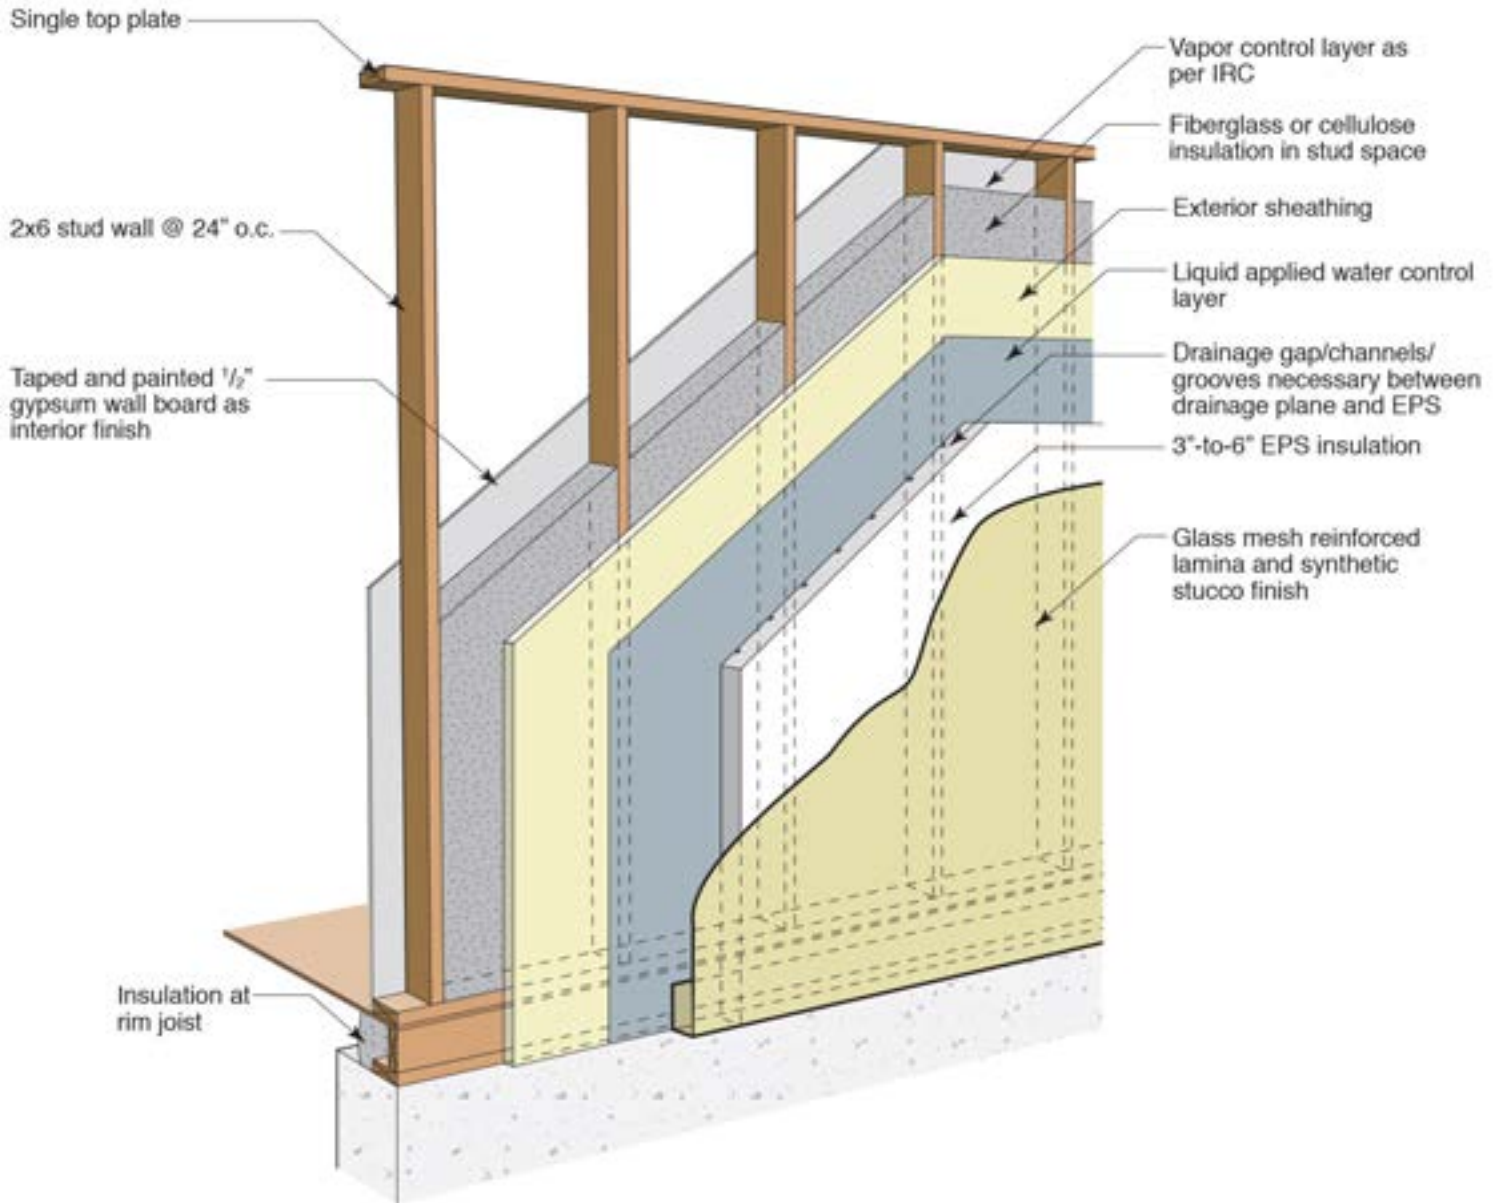 Single top plate
2x6 stud wall @ 24" o.c.
Taped and painted 1/2"
gypsum wall board as
interior finish
Insulation at
rim joist
Vapor control layer as
per IRC
Fiberglass or cellulose
insulation in stud space
Exterior sheathing
Liquid applied water control
layer
Drainage gap/channels/
grooves necessary between
drainage plane and EPS
3"-to-6" EPS insulation
Glass mesh reinforced
lamina and synthetic
stucco finish